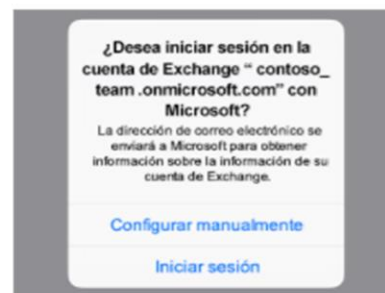 ¿Desea iniciar sesión en la
cuenta de Exchange “ contoso_
team .onmicrosoft.com” con
Microsoft?
La dirección de correo electrónico se
enviará a Microsoft para obtener
información sobre la información de su
cuenta de Exchange.
Configurar manualmente
Iniciar sesión